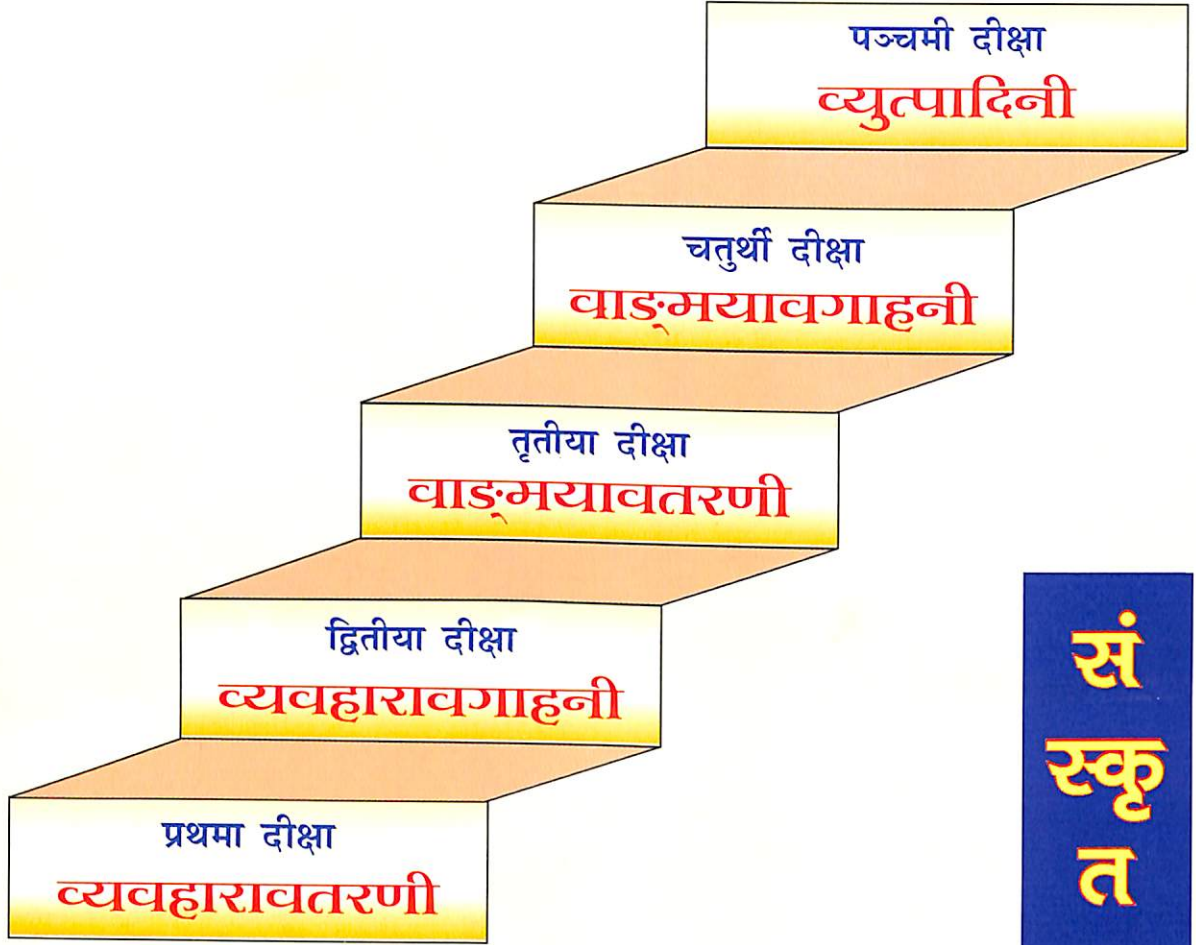 पञ्चमी दीक्षा
व्युत्पादिनी
चतुर्थी दीक्षा
वाङ्मयावगाहनी
तृतीया दीक्षा
वाङ्मयावतरणी
द्वितीया दीक्षा
व्यवहारावगाहनी
प्रथमा दीक्षा
व्यवहारावतरणी
सं
स्कृ
त